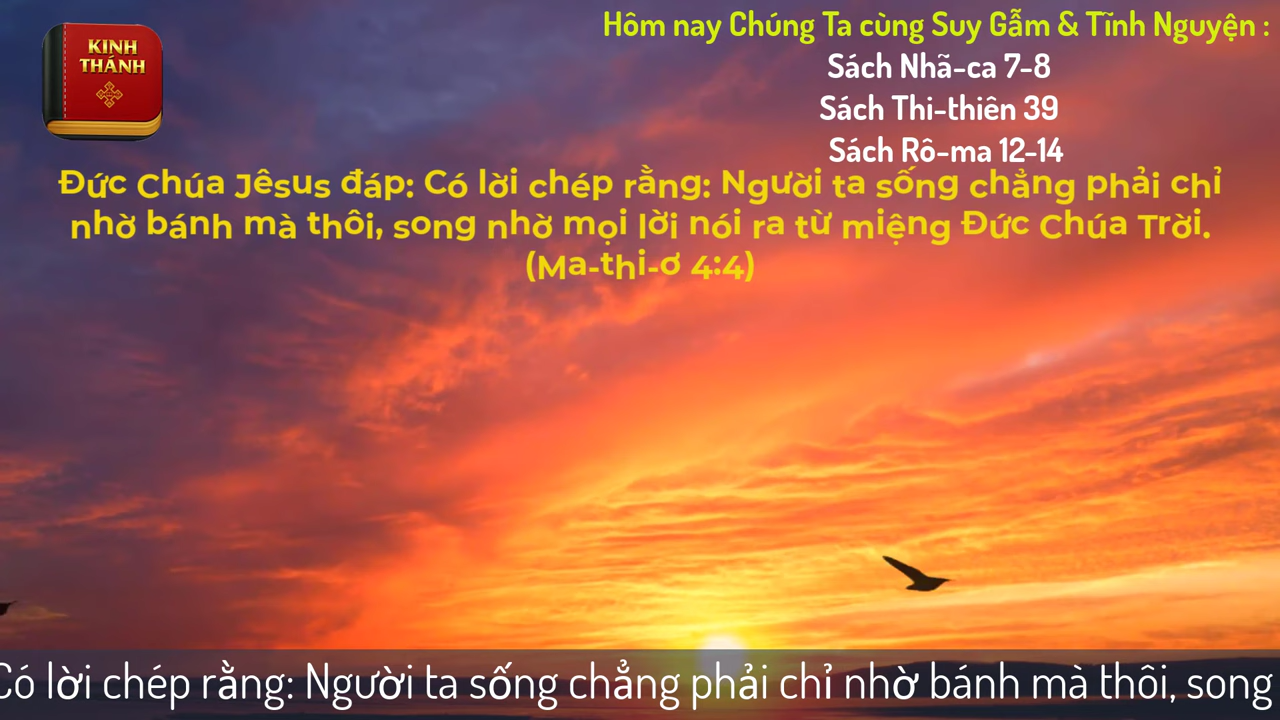 KINH
THÁNH
Hôm nay Chúng Ta cùng Suy Gẫm & Tĩnh Nguyện :
Sách Nhã-ca 7-8
Sách Thi-thiên 39
Sách Rô-ma 12-14
Đức Chúa Jêsus đáp: Có lời chép rằng: Người ta sống chẳng phải chỉ
nhờ bánh mà thôi, song nhờ mọi lời nói ra từ miệng Đức Chúa Trời.
(Ma-thi-ơ 4:4)
Có lời chép rằng: Người ta sống chẳng phải chỉ nhờ bánh mà thôi, song